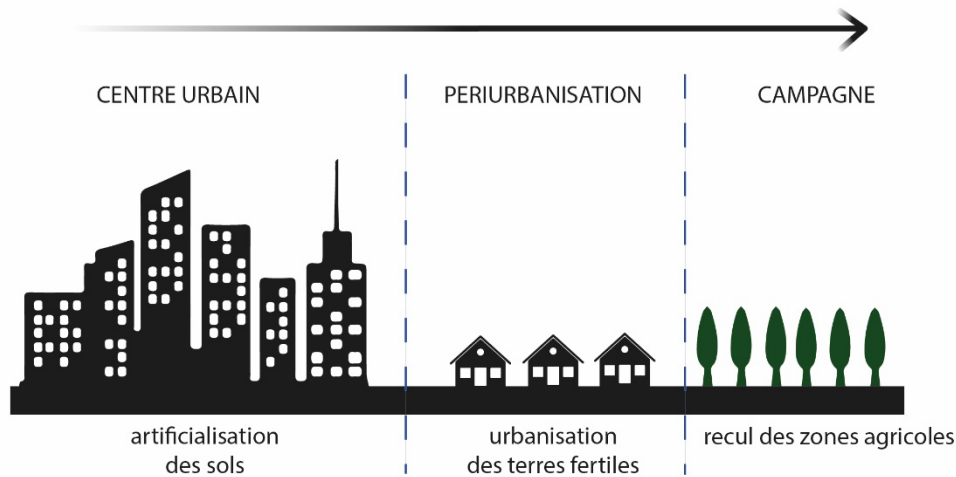 CENTRE URBAIN
PERIURBANISATION
CAMPAGNE
artificialisation
des sols
urbanisation
des terres fertiles
recul des zones agricoles